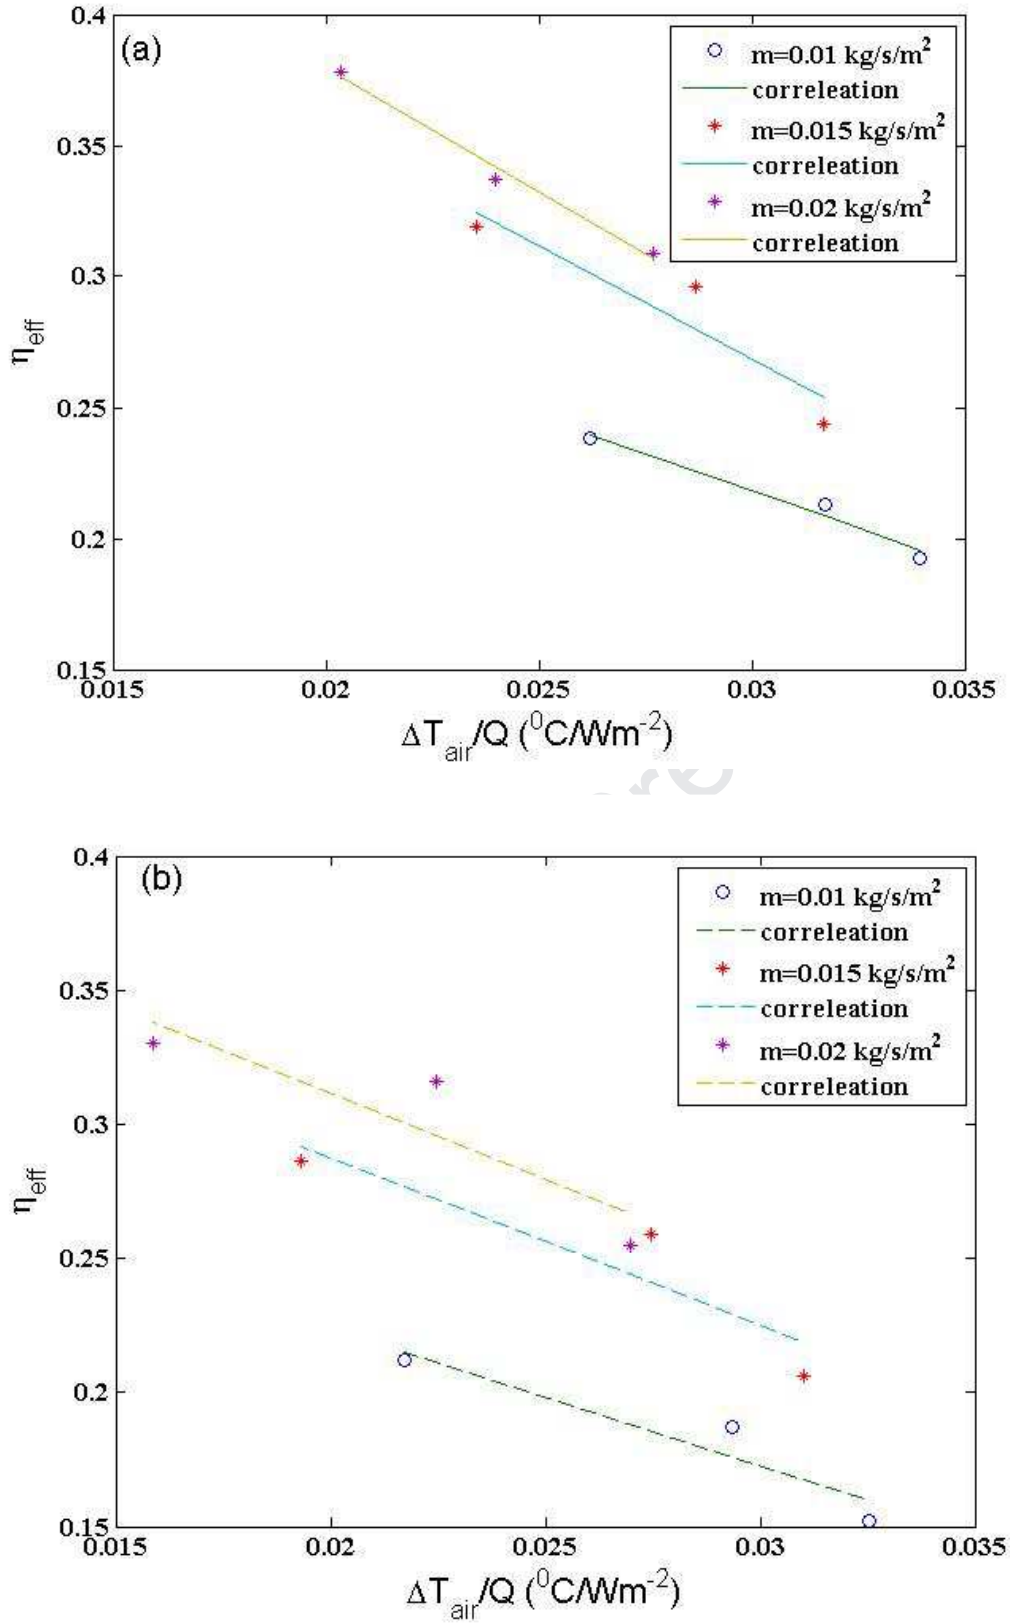 0.4
(a)
m=0.01 kg/s/m²
correleation
m=0.015 kg/s/m²
correleation
m=0.02 kg/s/m²
correleation
0.35
0.3
η_eff
0.25
0.2
0.15
0.015 0.02 0.025 0.03 0.035
ΔT_air/Q (⁰C/Wm⁻²)
0.4
(b)
m=0.01 kg/s/m²
correleation
m=0.015 kg/s/m²
correleation
m=0.02 kg/s/m²
correleation
0.35
0.3
η_eff
0.25
0.2
0.15
0.015 0.02 0.025 0.03 0.035
ΔT_air/Q (⁰C/Wm⁻²)